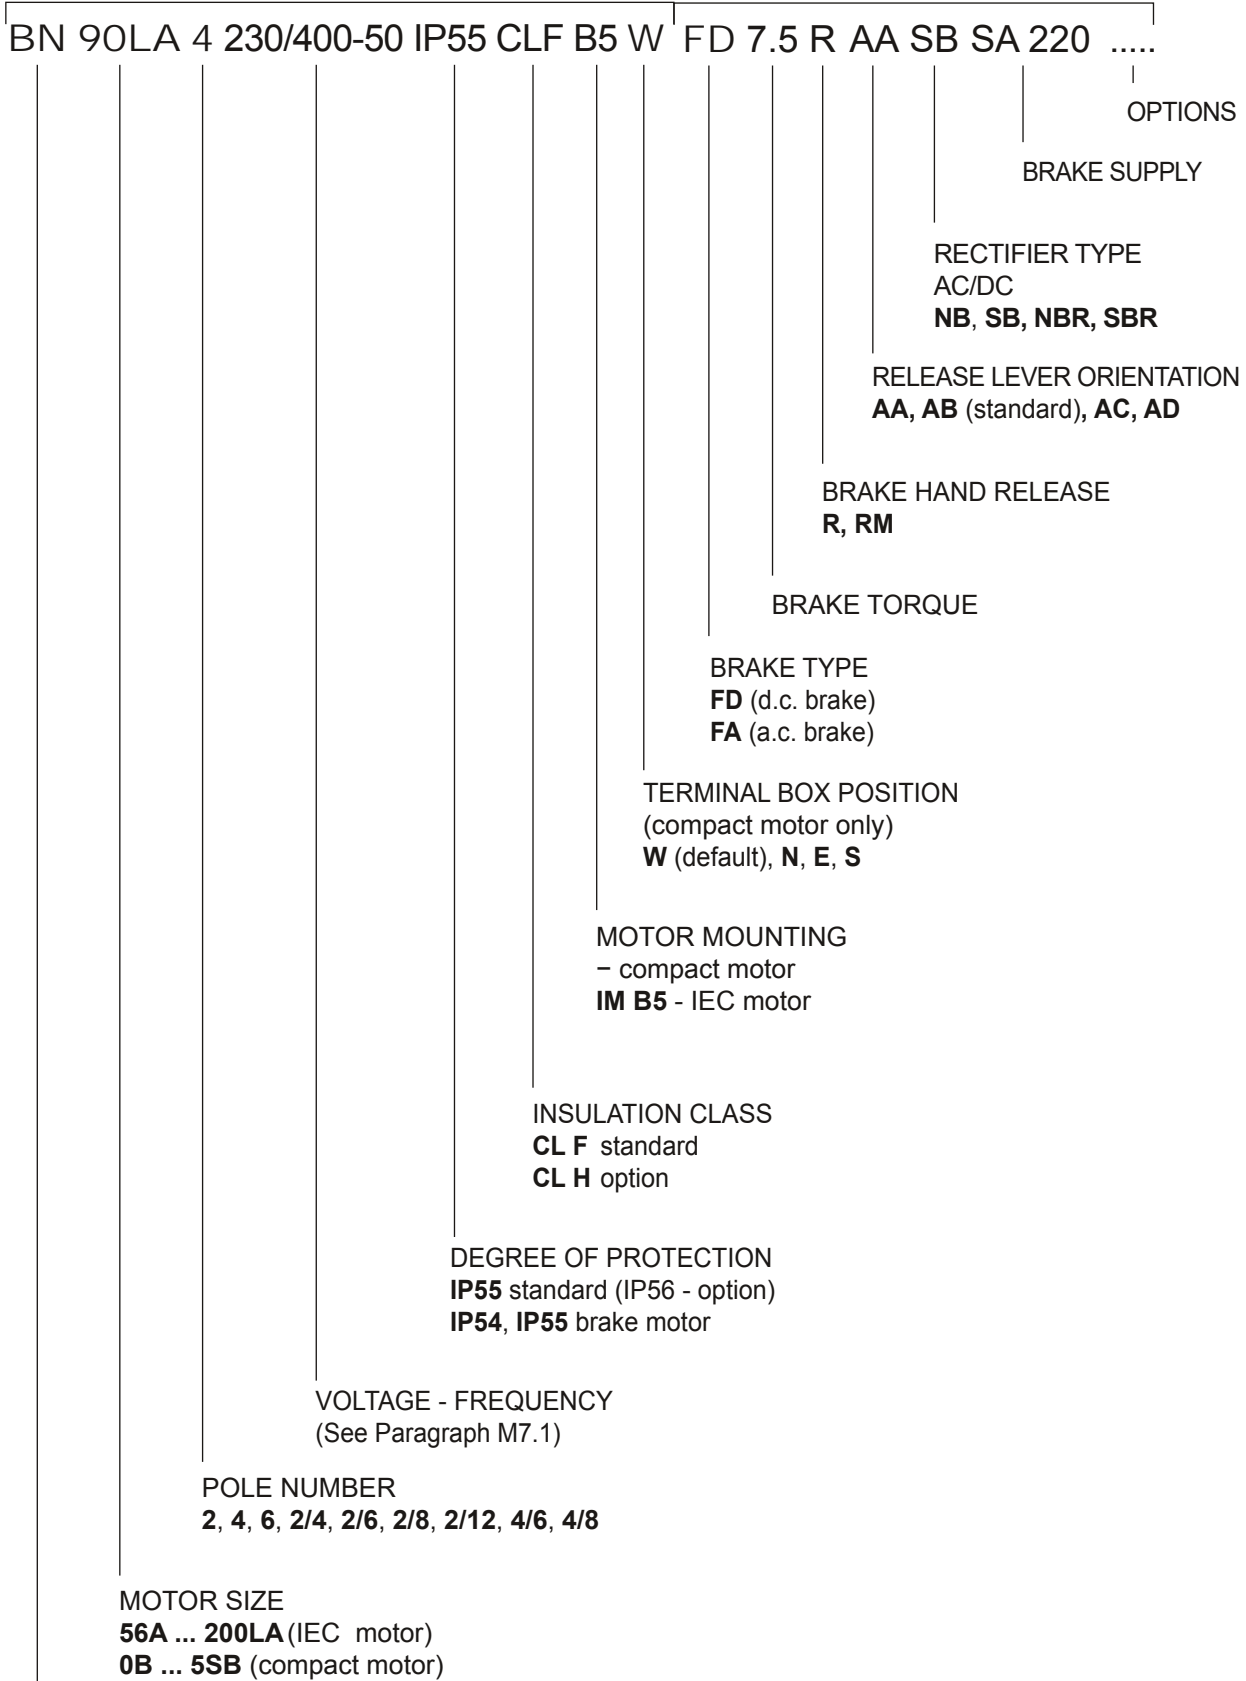 BN 90LA 4 230/400-50 IP55 CLF B5 W FD 7.5 R AA SB SA 220 .....
OPTIONS
BRAKE SUPPLY
RECTIFIER TYPE
AC/DC
NB, SB, NBR, SBR
RELEASE LEVER ORIENTATION
AA, AB (standard), AC, AD
BRAKE HAND RELEASE
R, RM
BRAKE TORQUE
BRAKE TYPE
FD (d.c. brake)
FA (a.c. brake)
TERMINAL BOX POSITION
(compact motor only)
W (default), N, E, S
MOTOR MOUNTING
− compact motor
IM B5 - IEC motor
INSULATION CLASS
CL F standard
CL H option
DEGREE OF PROTECTION
IP55 standard (IP56 - option)
IP54, IP55 brake motor
VOLTAGE - FREQUENCY
(See Paragraph M7.1)
POLE NUMBER
2, 4, 6, 2/4, 2/6, 2/8, 2/12, 4/6, 4/8
MOTOR SIZE
56A ... 200LA (IEC motor)
0B ... 5SB (compact motor)